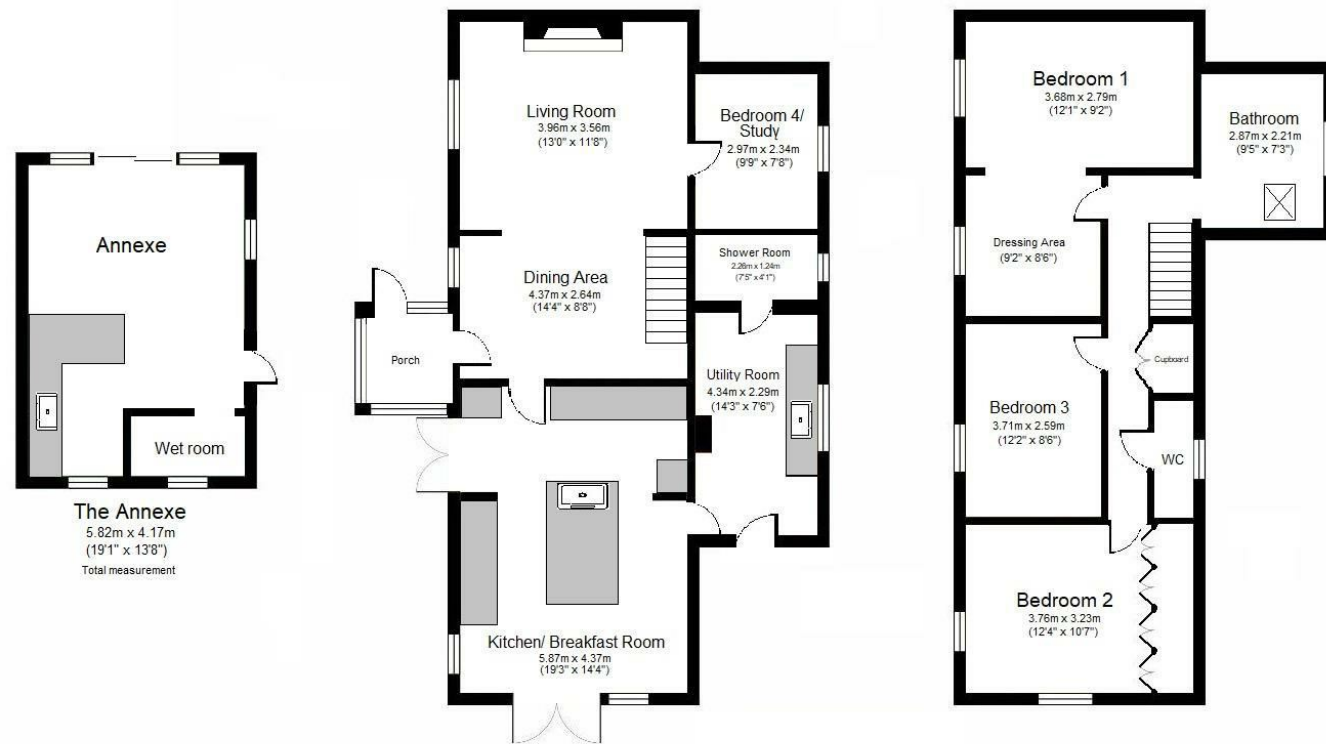 Annexe
Wet room
The Annexe
5.82m x 4.17m
(19'1" x 13'8")
Total measurement
Living Room
3.96m x 3.56m
(13'0" x 11'8")
Bedroom 4/
Study
2.97m x 2.34m
(9'9" x 7'8")
Shower Room
2.26m x 1.24m
(7'5" x 4'1")
Dining Area
4.37m x 2.64m
(14'4" x 8'8")
Porch
Utility Room
4.34m x 2.29m
(14'3" x 7'6")
Kitchen/ Breakfast Room
5.87m x 4.37m
(19'3" x 14'4")
Bedroom 1
3.68m x 2.79m
(12'1" x 9'2")
Bathroom
2.87m x 2.21m
(9'5" x 7'3")
Dressing Area
(9'2" x 8'6")
Cupboard
Bedroom 3
3.71m x 2.59m
(12'2" x 8'6")
WC
Bedroom 2
3.76m x 3.23m
(12'4" x 10'7")